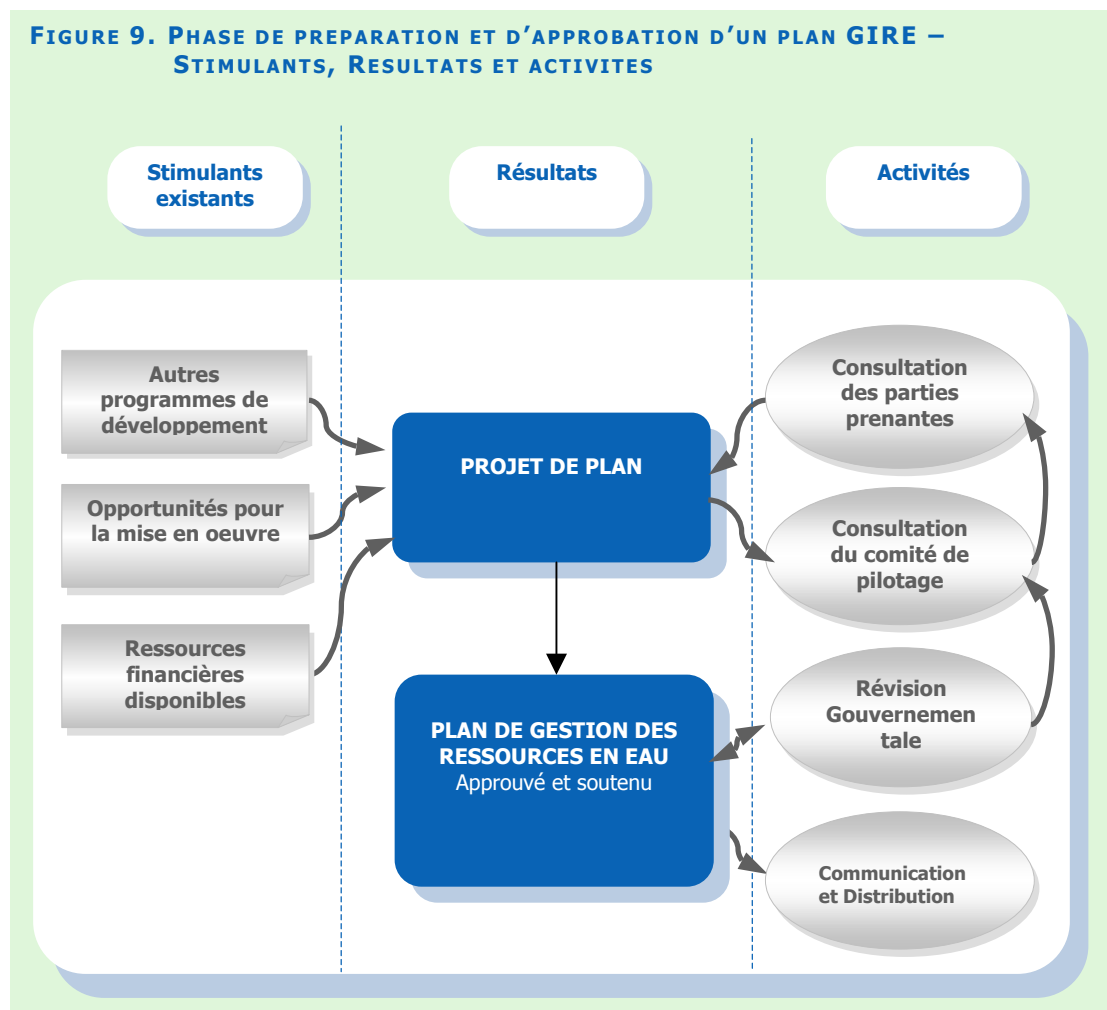 FIGURE 9. PHASE DE PREPARATION ET D'APPROBATION D'UN PLAN GIRE –
STIMULANTS, RESULTATS ET ACTIVITES
Stimulants
existants
Résultats
Activités
Autres
programmes de
développement
Opportunités pour
la mise en oeuvre
Ressources
financières
disponibles
PROJET DE PLAN
PLAN DE GESTION DES
RESSOURCES EN EAU
Approuvé et soutenu
Consultation
des parties
prenantes
Consultation
du comité de
pilotage
Révision
Gouvernemen
tale
Communication
et Distribution